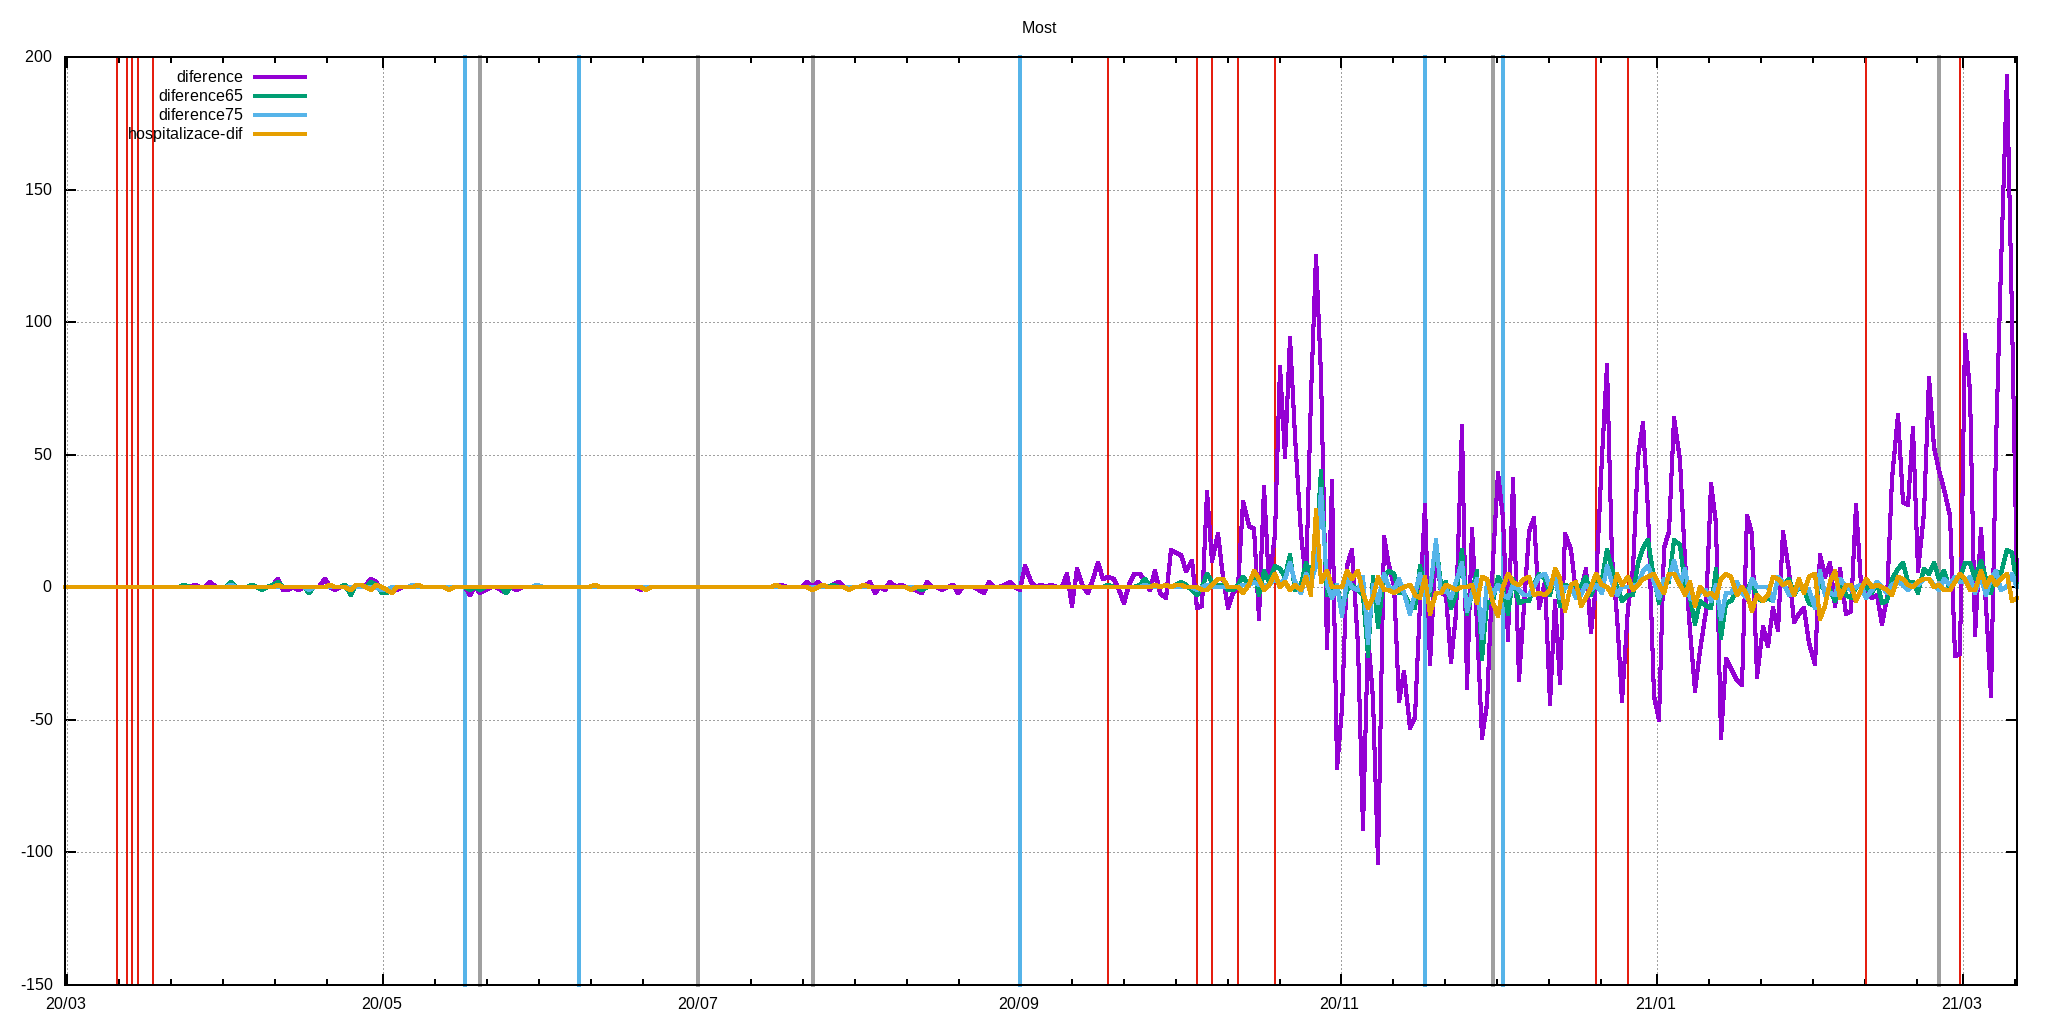 Most
200
diference
diference65
diference75
hospitalizace-dif
150
100
50
0
-50
-100
-150
20/03 20/05 20/07 20/09 20/11 21/01 21/03